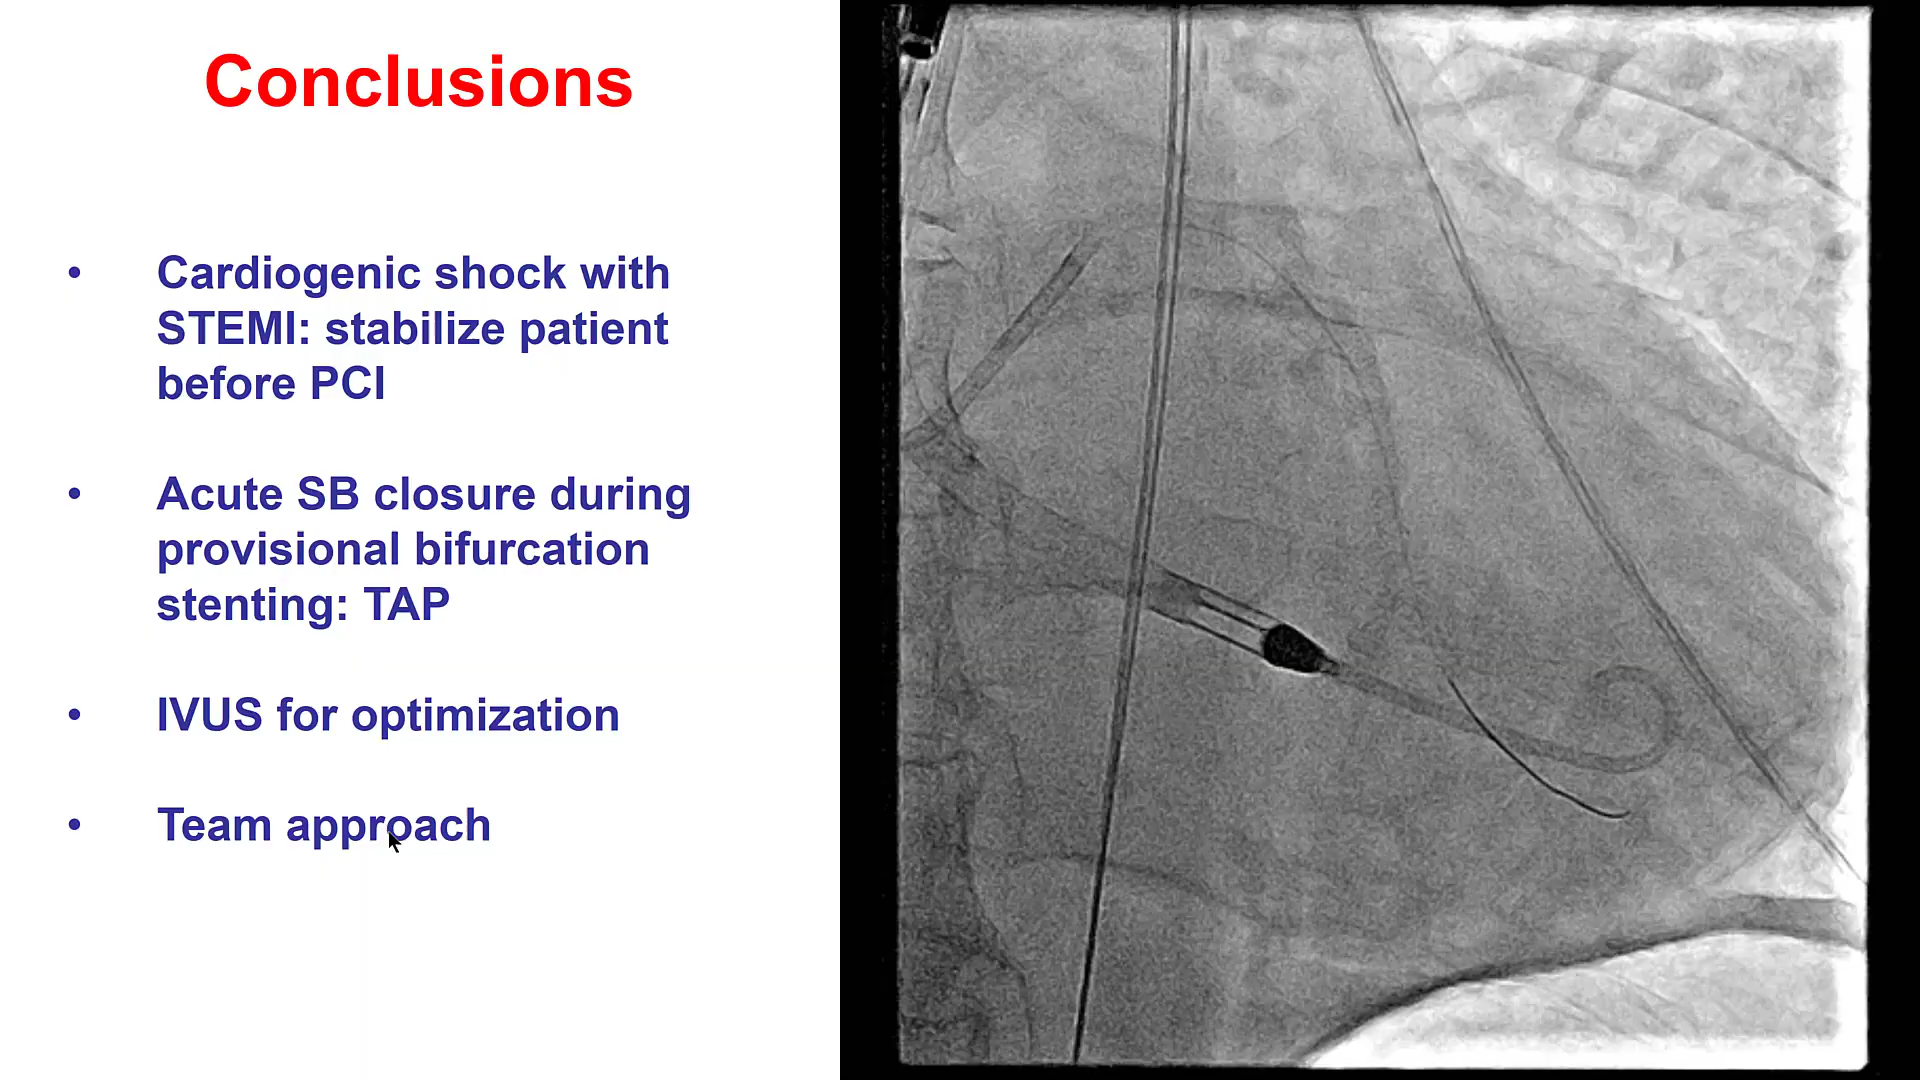 Conclusions
• Cardiogenic shock with
STEMI: stabilize patient
before PCI
• Acute SB closure during
provisional bifurcation
stenting: TAP
• IVUS for optimization
• Team approach